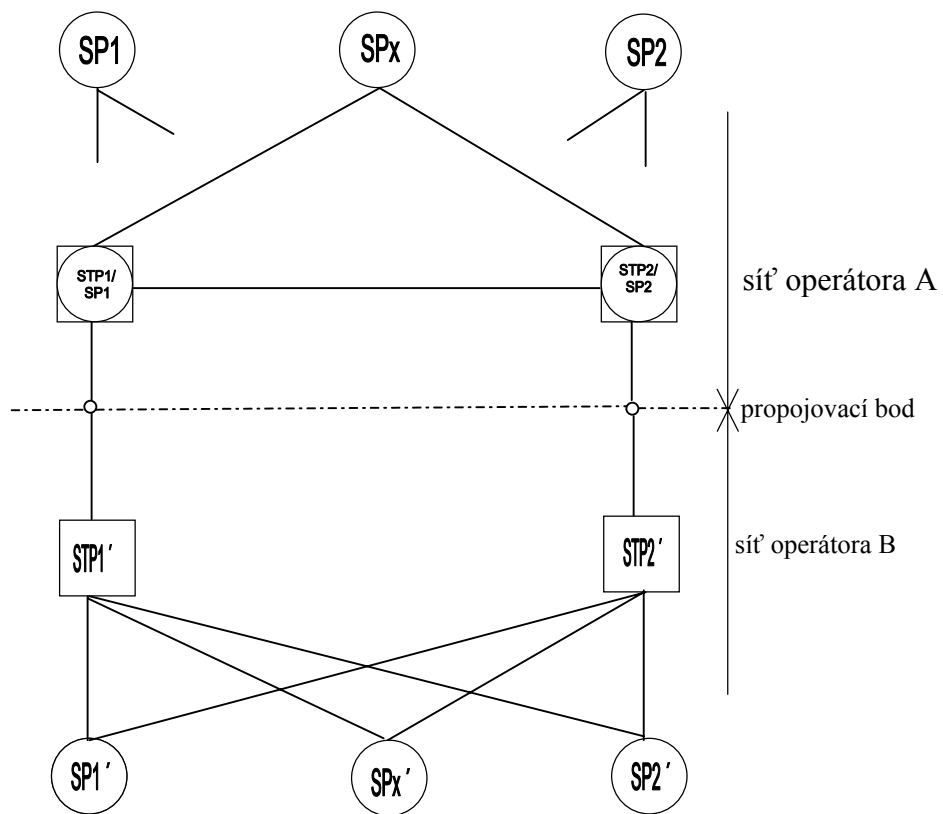 SP1
SPx
SP2
STP1/
SP1
STP2/
SP2
síť operátora A
propojovací bod
STP1 ′
STP2 ′
síť operátora B
SP1 ′
SPx ′
SP2 ′